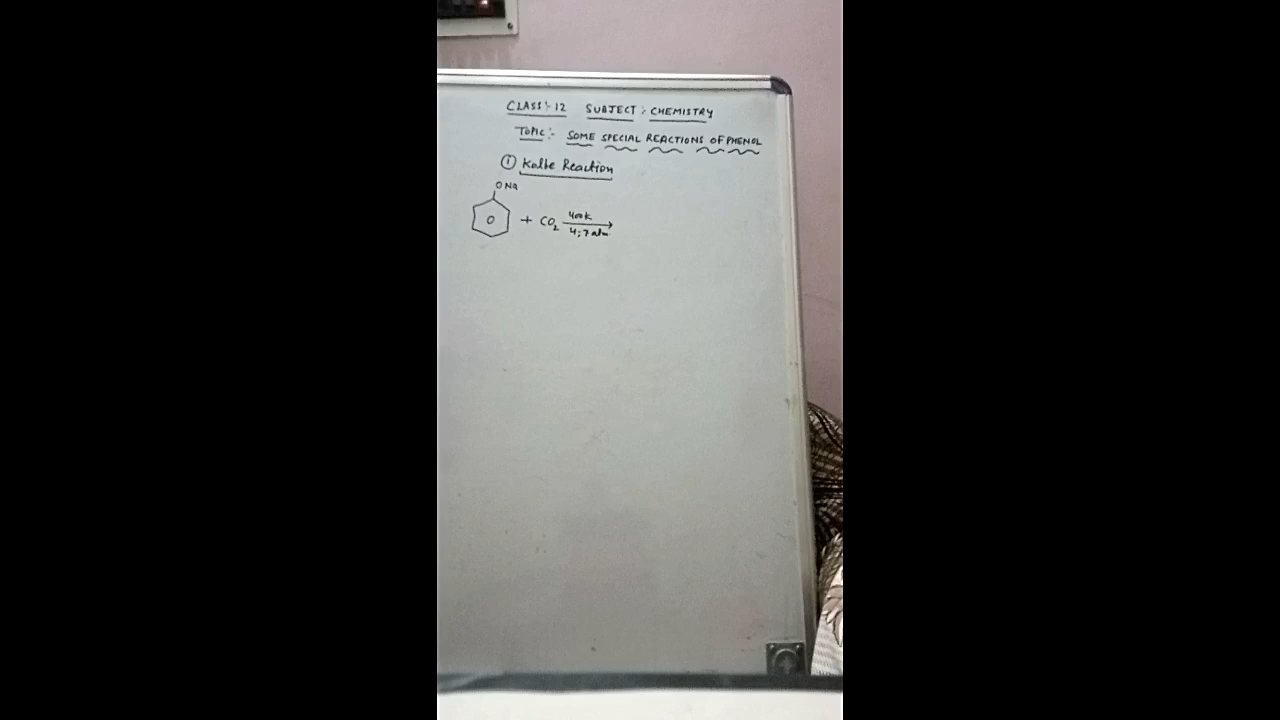 CLASS:- 12 SUBJECT : CHEMISTRY
TOPIC:- SOME SPECIAL REACTIONS OF PHENOL
① Kolbe Reaction
ONa
+ CO2 400K
4-7 atm